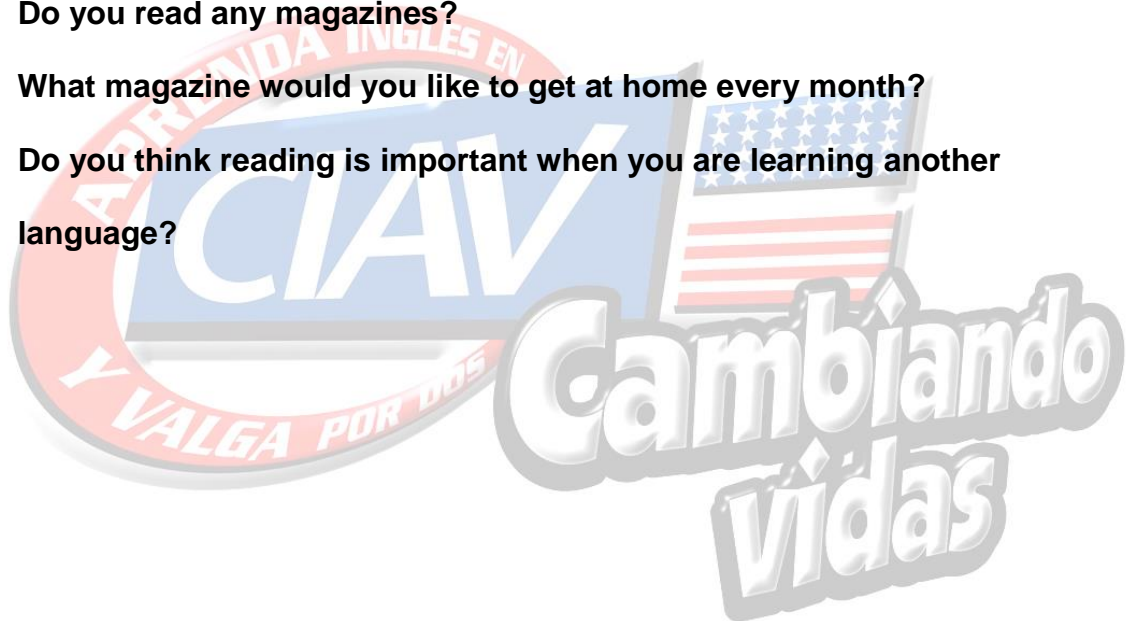 Do you read any magazines?
APRENDA INGLES EN
What magazine would you like to get at home every month?
Do you think reading is important when you are learning another
language?
CIAV
Y VALGA POR DOS
Cambiando
vidas